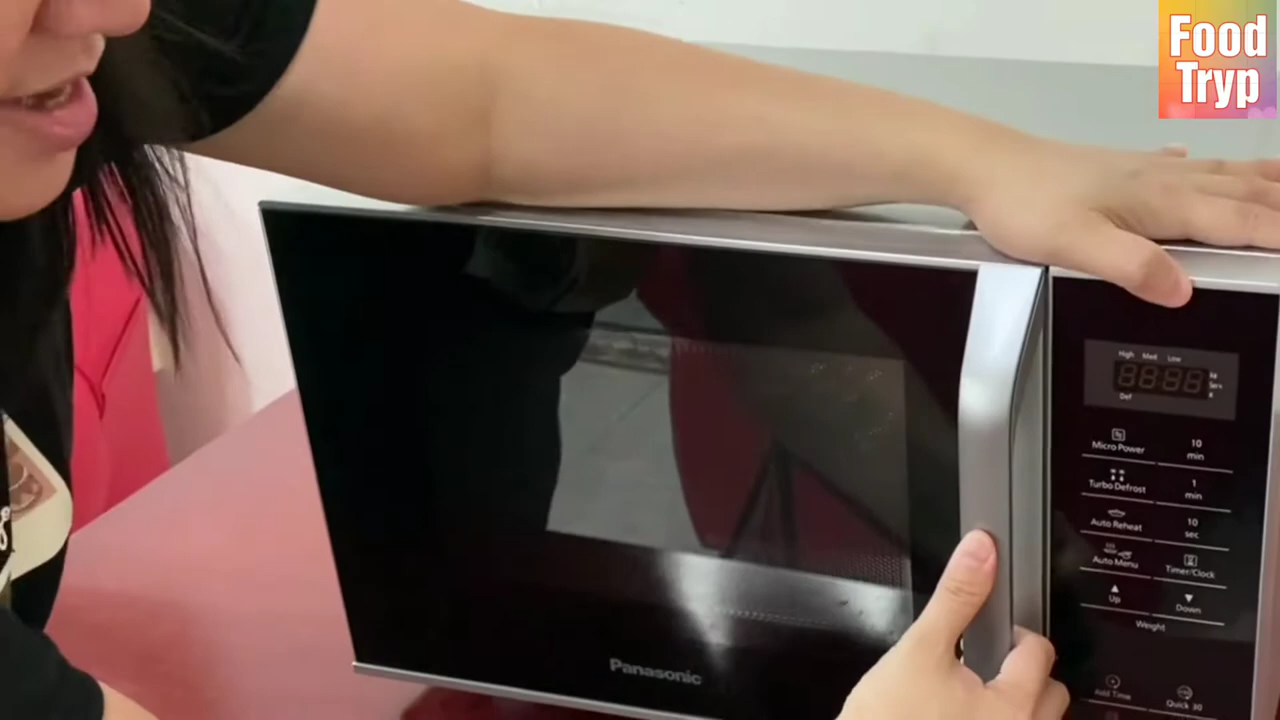 Food
Tryp
High Med Low
Def
Micro Power
10
min
Turbo Defrost
1
min
Auto Reheat
10
sec
Auto Menu
Timer/Clock
Up
Down
Weight
Add Time
Quick 30
Panasonic